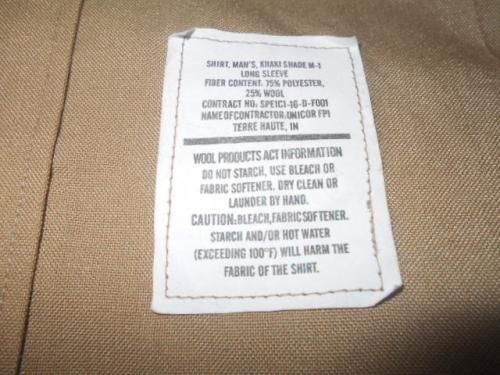 SHIRT, MAN'S, KHAKI SHADE M-1
LONG SLEEVE
FIBER CONTENT: 75% POLYESTER,
25% WOOL
CONTRACT NO: SPE1C1-16-D-F001
NAME OF CONTRACTOR:UNICOR FPI
TERRE HAUTE, IN
WOOL PRODUCTS ACT INFORMATION
DO NOT STARCH, USE BLEACH OR
FABRIC SOFTENER. DRY CLEAN OR
LAUNDER BY HAND.
CAUTION:BLEACH,FABRIC SOFTENER.
STARCH AND/OR HOT WATER
(EXCEEDING 100°F) WILL HARM THE
FABRIC OF THE SHIRT.